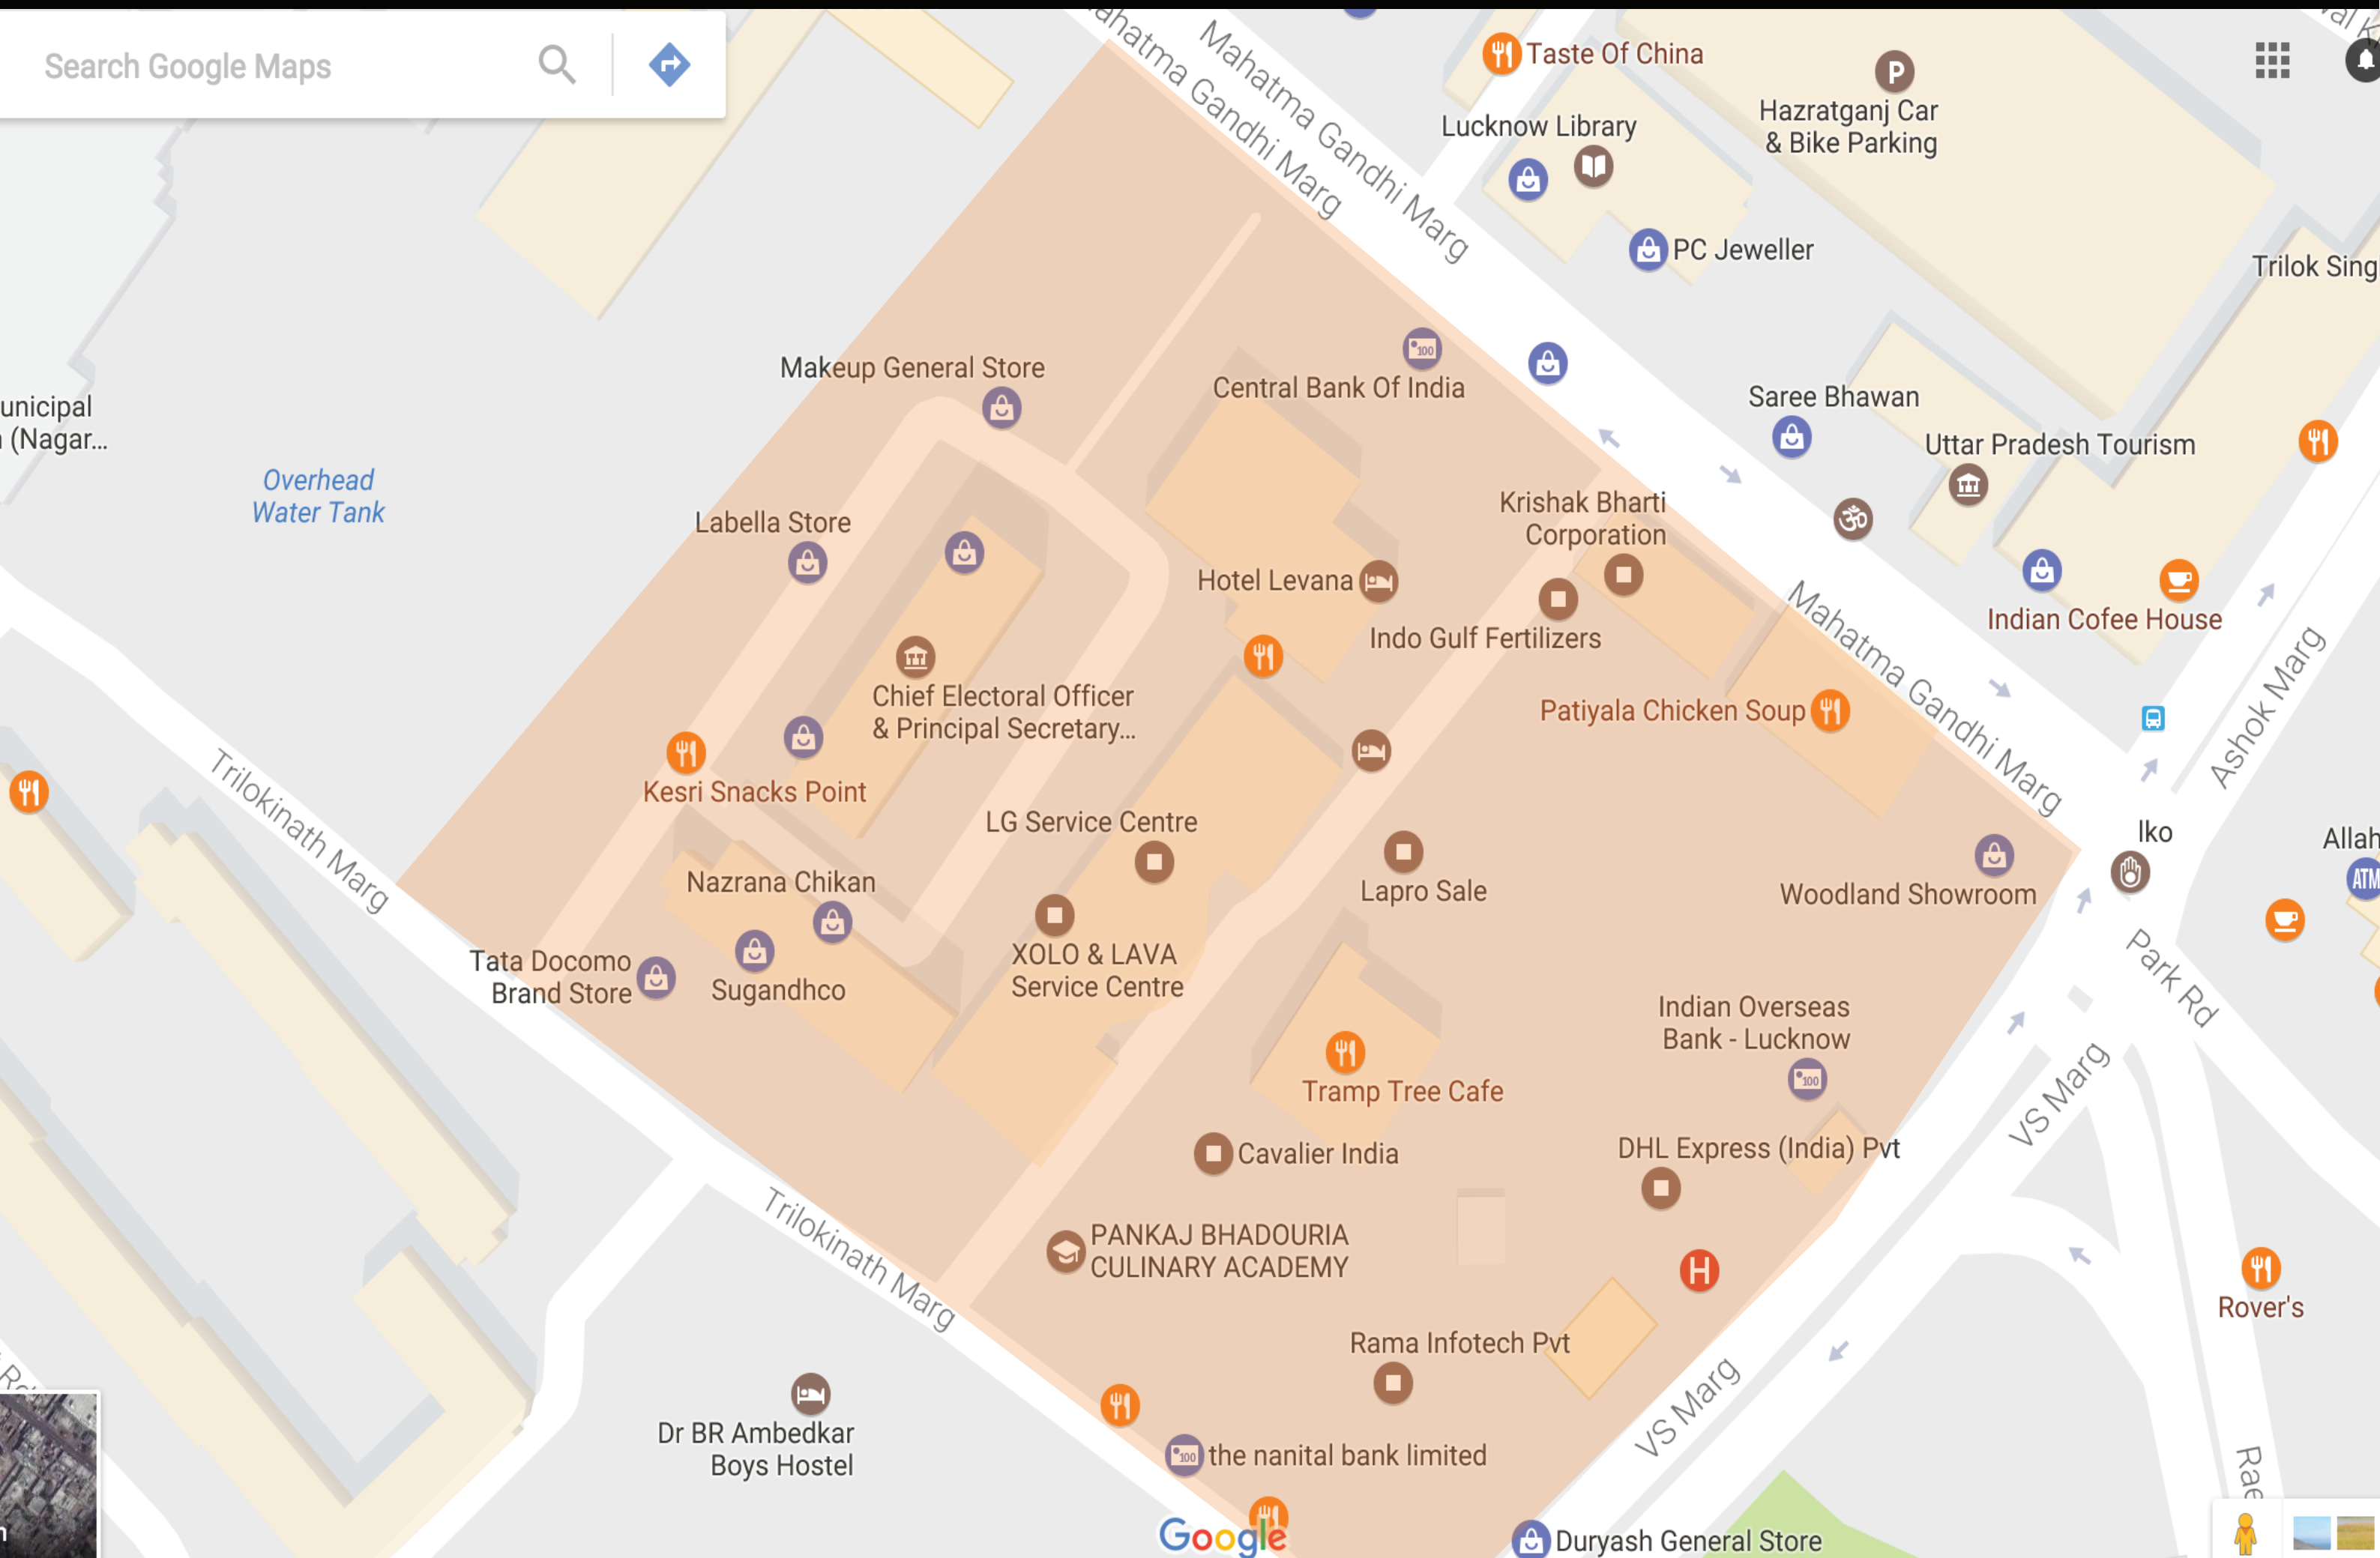 Search Google Maps
Mahatma Gandhi Marg
Mahatma Gandhi Marg
Taste Of China
P
Hazratganj Car
& Bike Parking
Lucknow Library
PC Jeweller
Trilok Sing
Makeup General Store
100
Central Bank Of India
unicipal
(Nagar...
Saree Bhawan
Uttar Pradesh Tourism
ॐ
Overhead
Water Tank
Labella Store
Krishak Bharti
Corporation
Hotel Levana
Indo Gulf Fertilizers
Indian Cofee House
Mahatma Gandhi Marg
Ashok Marg
Chief Electoral Officer
& Principal Secretary...
Patiyala Chicken Soup
Kesri Snacks Point
Trilokinath Marg
LG Service Centre
Iko
Allah
ATM
Nazrana Chikan
Lapro Sale
Woodland Showroom
Park Rd
Tata Docomo
Brand Store
Sugandhco
XOLO & LAVA
Service Centre
Indian Overseas
Bank - Lucknow
100
VS Marg
Tramp Tree Cafe
Cavalier India
DHL Express (India) Pvt
Trilokinath Marg
PANKAJ BHADOURIA
CULINARY ACADEMY
H
Rover's
Rama Infotech Pvt
VS Marg
Dr BR Ambedkar
Boys Hostel
100
the nanital bank limited
Rae
Google
Duryash General Store